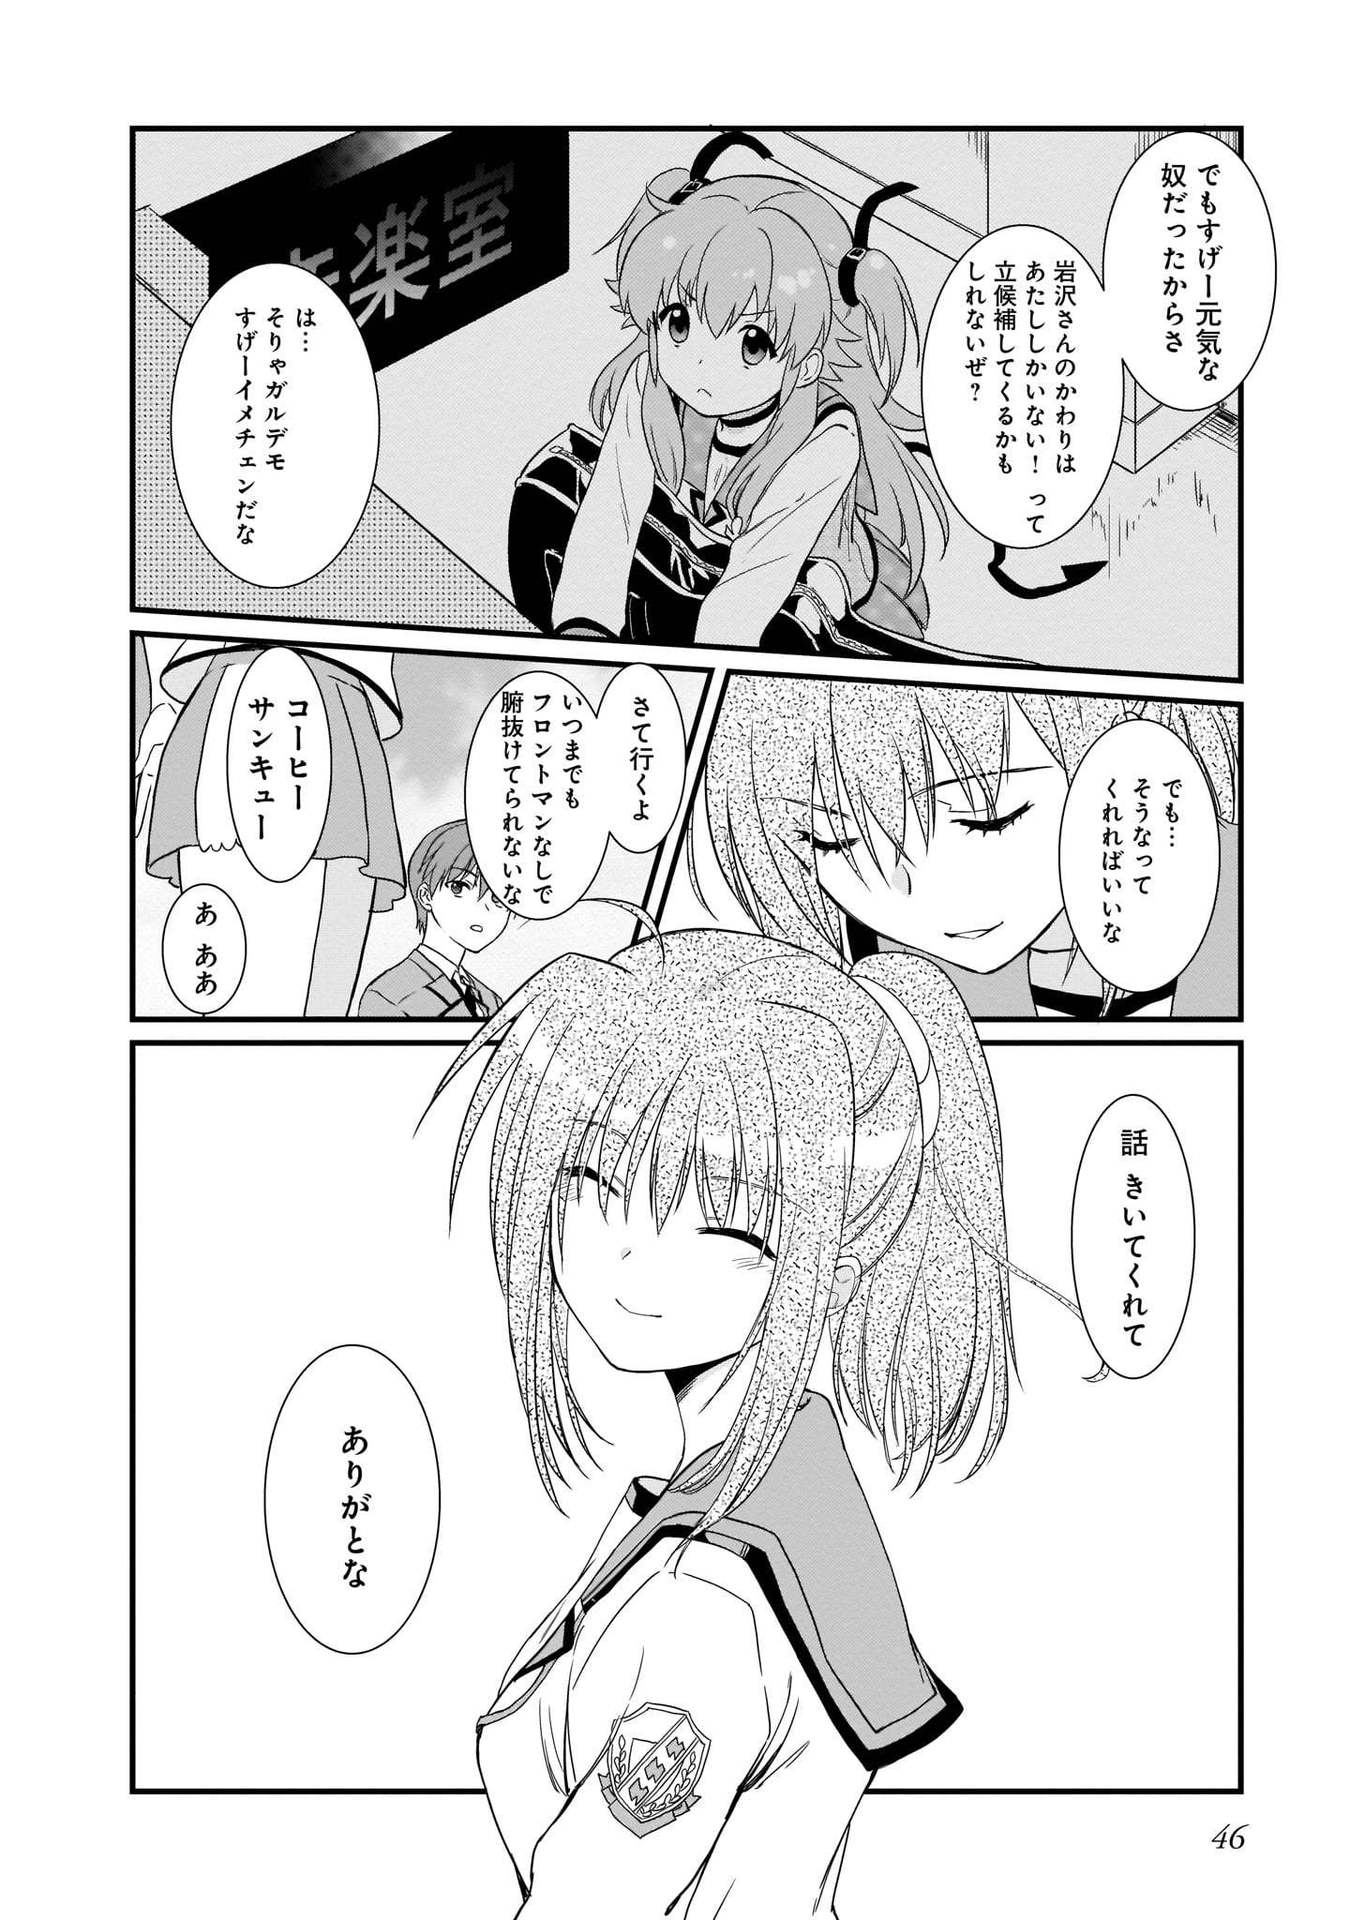 でもすげー元気な
奴だったからさ
岩沢さんのかわりは
あたししかいない！って
立候補してくるかも
しれないぜ？
音楽室
は…
そりゃガルデモ
すげーイメチェンだな
でも…
そうなって
くれればいいな
さて行くよ
いつまでも
フロントマンなしで
腑抜けてられないな
コーヒー
サンキュー
あ ああ
話 きいてくれて
ありがとな
46